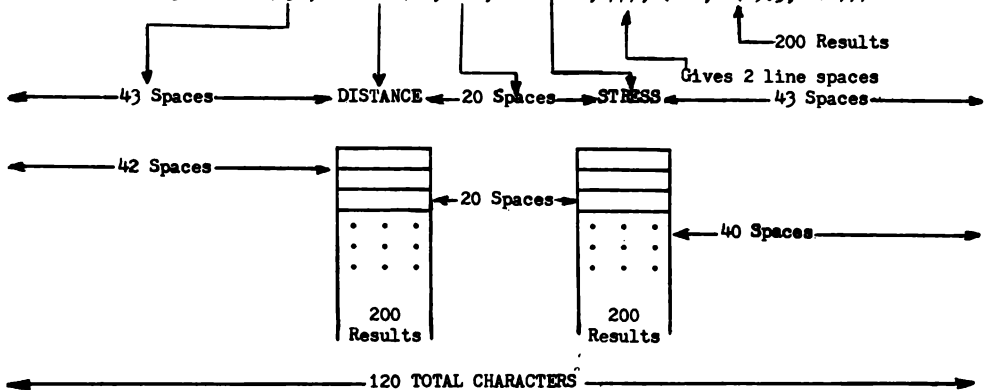 200 Results
Gives 2 line spaces
43 Spaces DISTANCE 20 Spaces STRESS 43 Spaces
42 Spaces
20 Spaces
40 Spaces
200 200
Results Results
120 TOTAL CHARACTERS